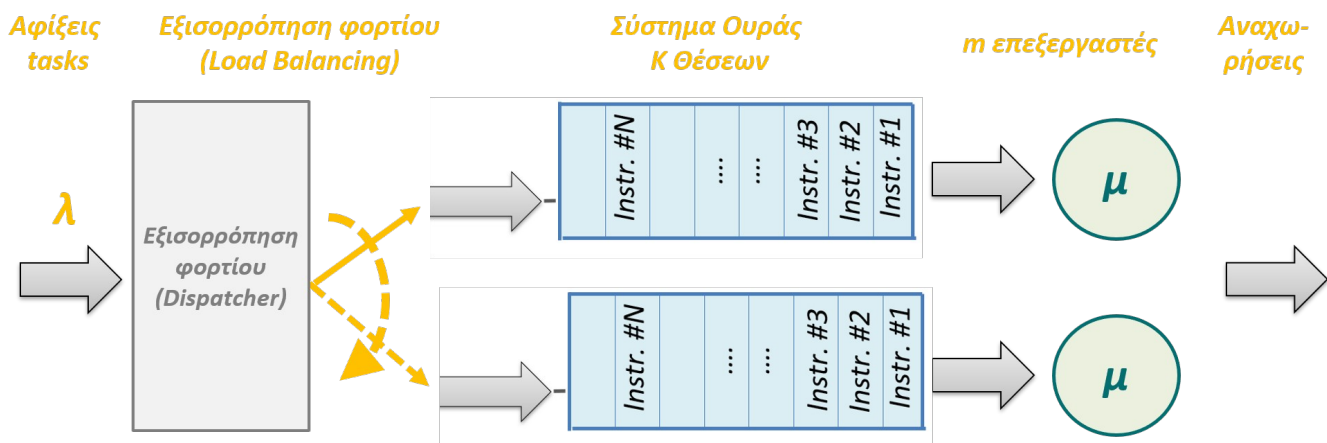 Αφίξεις
tasks
Εξισορρόπηση φορτίου
(Load Balancing)
Σύστημα Ουράς
Κ Θέσεων
m επεξεργαστές
Αναχω-
ρήσεις
λ
Εξισορρόπηση
φορτίου
(Dispatcher)
Instr. #N
....
....
Instr. #3
Instr. #2
Instr. #1
μ
Instr. #N
....
....
Instr. #3
Instr. #2
Instr. #1
μ